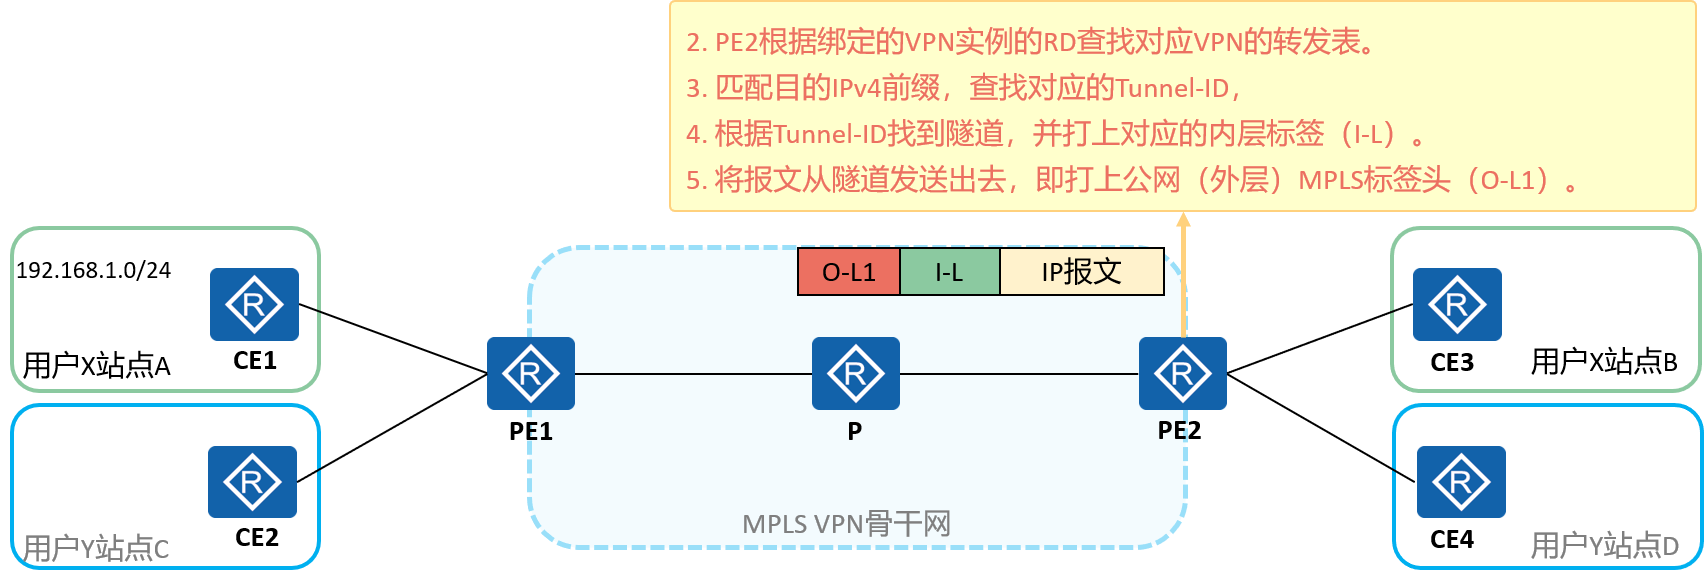 2. PE2根据绑定的VPN实例的RD查找对应VPN的转发表。
3. 匹配目的IPv4前缀，查找对应的Tunnel-ID，
4. 根据Tunnel-ID找到隧道，并打上对应的内层标签（I-L）。
5. 将报文从隧道发送出去，即打上公网（外层）MPLS标签头（O-L1）。
O-L1 I-L IP报文
192.168.1.0/24
R
CE1
用户X站点A
R
CE3
用户X站点B
R
PE1
R
P
R
PE2
R
CE2
用户Y站点C
MPLS VPN骨干网
R
CE4
用户Y站点D